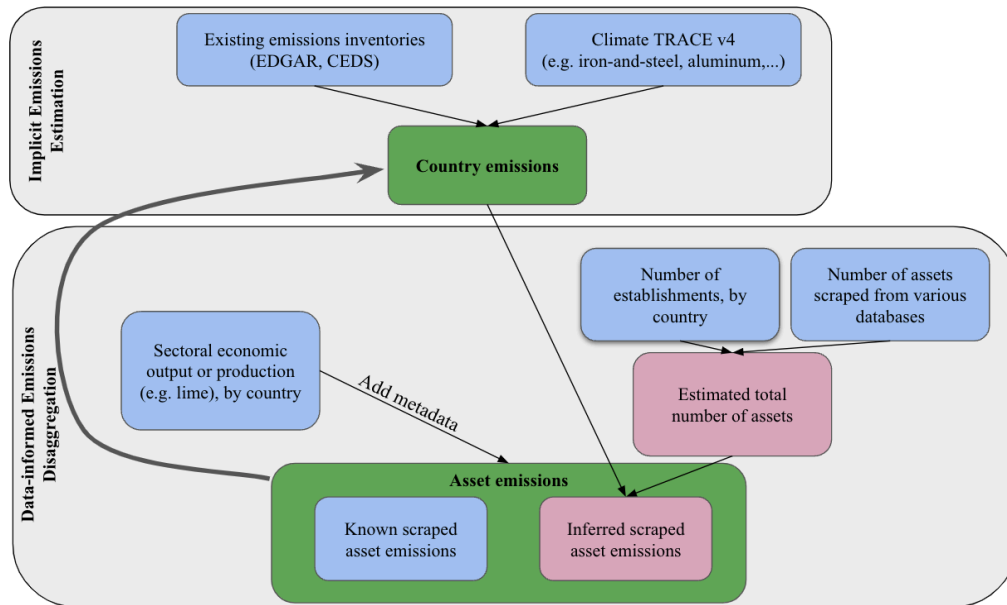 Implicit Emissions
Estimation
Existing emissions inventories
(EDGAR, CEDS)
Climate TRACE v4
(e.g. iron-and-steel, aluminum,...)
Country emissions
Data-informed Emissions
Disaggregation
Number of
establishments, by
country
Number of assets
scraped from various
databases
Sectoral economic
output or production
(e.g. lime), by country
Add metadata
Estimated total
number of assets
Asset emissions
Known scraped
asset emissions
Inferred scraped
asset emissions